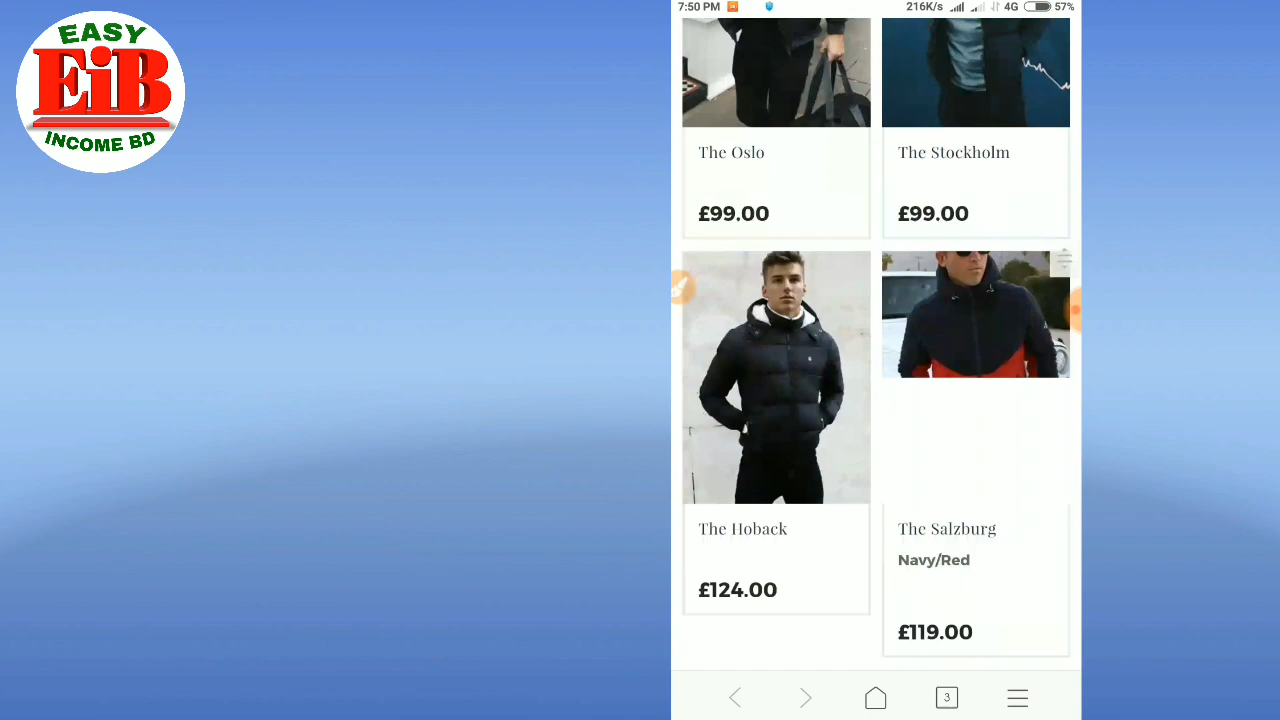 EASY
EiB
INCOME BD
7:50 PM
216K/s
4G
57%
The Oslo
£99.00
The Stockholm
£99.00
The Hoback
£124.00
The Salzburg
Navy/Red
£119.00
3